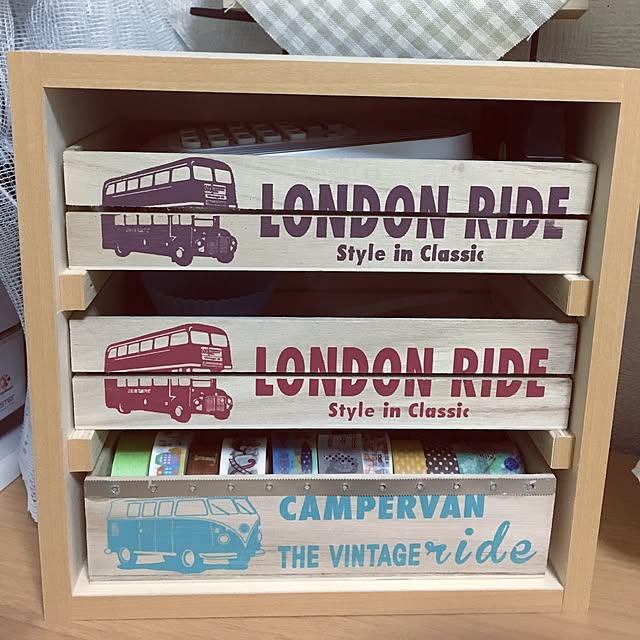 LONDON RIDE
Style in Classic
LONDON RIDE
Style in Classic
CAMPERVAN
THE VINTAGE ride